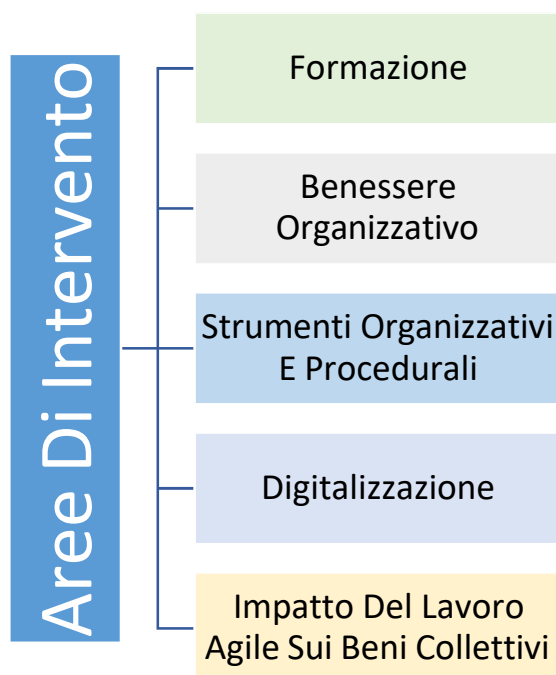 Aree Di Intervento
Formazione
Benessere
Organizzativo
Strumenti Organizzativi
E Procedurali
Digitalizzazione
Impatto Del Lavoro
Agile Sui Beni Collettivi